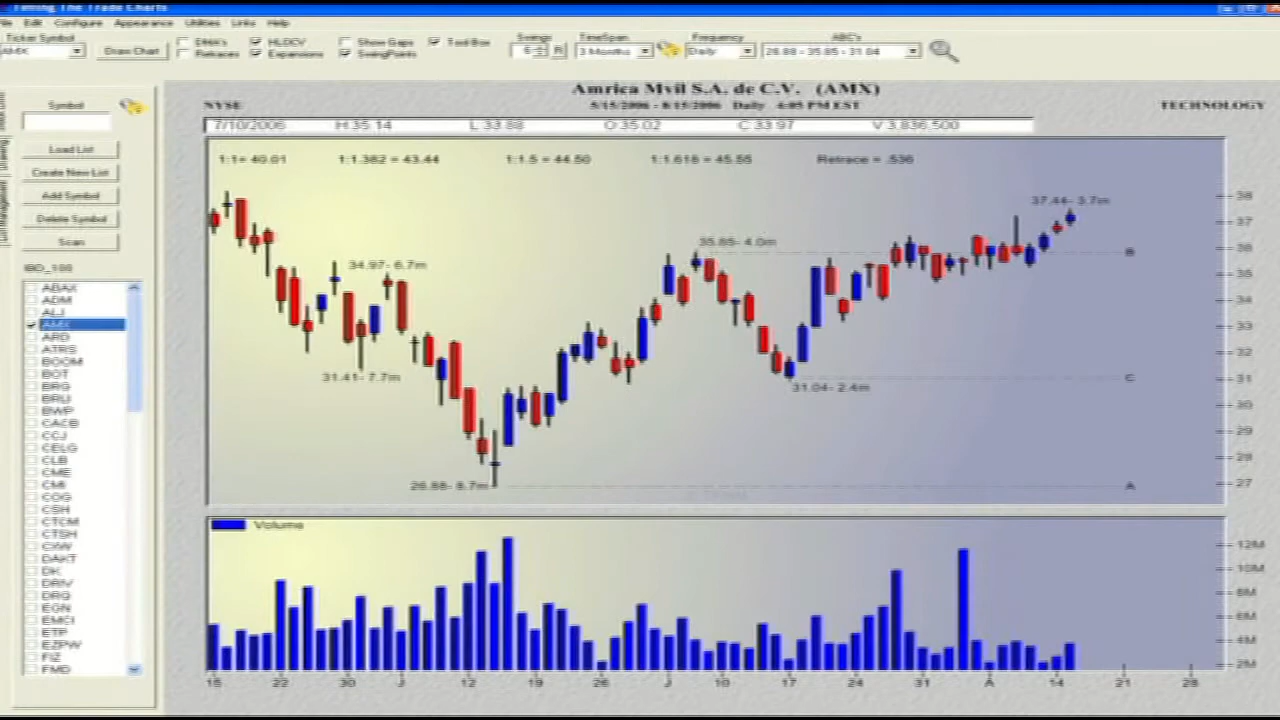 Timing The Trade Charts
File Edit Configure Appearance Utilities Links Help
Ticker Symbol
AMX
Draw Chart
DMA's
Retraces
HLOCV
Expansions
Show Gaps
SwingPoints
Tool Box
Swings
6
R
TimeSpan
3 Months
Frequency
Daily
ABC's
26.88 - 35.85 - 31.04
Amrica Mvil S.A. de C.V. (AMX)
NYSE
5/15/2006 - 8/15/2006 Daily 4:05 PM EST
TECHNOLOGY
7/10/2006 H 35.14 L 33.88 O 35.02 C 33.97 V 3,836,500
1:1= 40.01 1:1.382 = 43.44 1:1.5 = 44.50 1:1.618 = 45.55 Retrace = .536
Symbol
Load List
Create New List
Add Symbol
Delete Symbol
Scan
IBD_100
ABAX
ADM
ALJ
AMX
ARD
ATRS
BOOM
BOT
BRG
BRLI
BWP
CACB
CCJ
CELG
CLB
CME
CMI
COG
CSH
CTCM
CTSH
CXW
DAKT
DK
DRIV
DRQ
EGN
EMCI
ETP
EZPW
FIZ
FMD
37.44- 3.7m
35.85- 4.0m
34.97- 6.7m
31.41- 7.7m
31.04- 2.4m
26.88- 8.7m
B
C
A
38
37
36
35
34
33
32
31
30
29
28
27
Volume
12M
10M
8M
6M
4M
2M
15 22 30 J 12 19 26 J 10 17 24 31 A 14 21 28